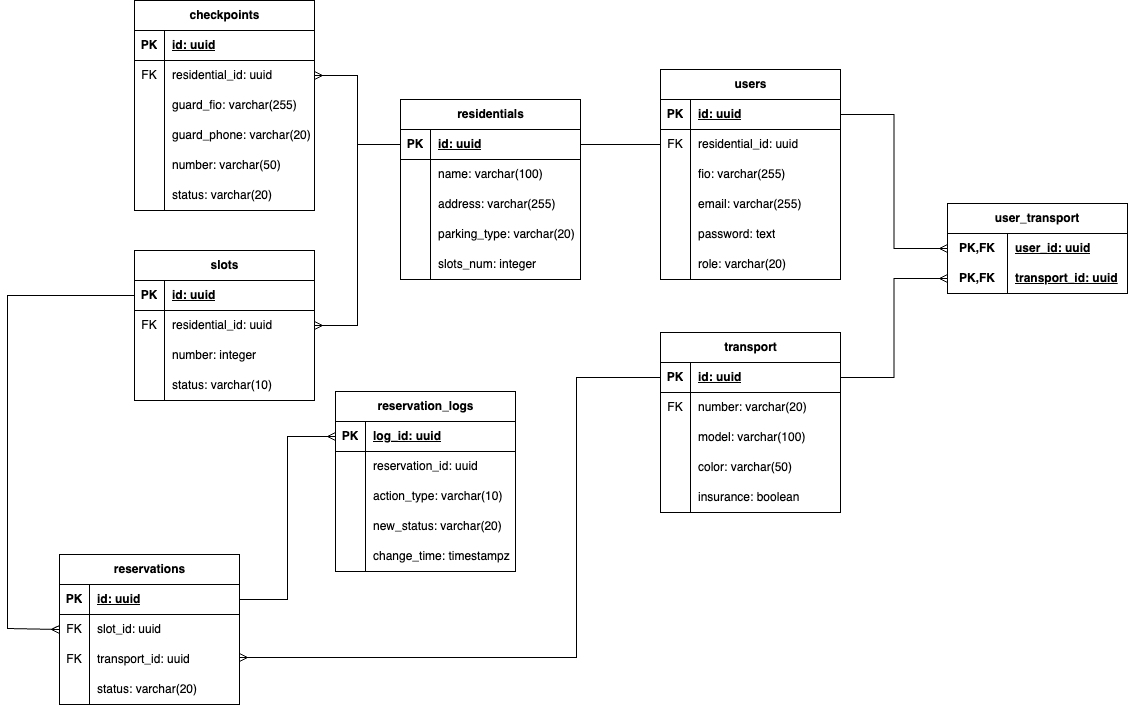 checkpoints
PK id: uuid
FK residential_id: uuid
guard_fio: varchar(255)
guard_phone: varchar(20)
number: varchar(50)
status: varchar(20)
residentials
PK id: uuid
name: varchar(100)
address: varchar(255)
parking_type: varchar(20)
slots_num: integer
users
PK id: uuid
FK residential_id: uuid
fio: varchar(255)
email: varchar(255)
password: text
role: varchar(20)
user_transport
PK,FK user_id: uuid
PK,FK transport_id: uuid
slots
PK id: uuid
FK residential_id: uuid
number: integer
status: varchar(10)
transport
PK id: uuid
FK number: varchar(20)
model: varchar(100)
color: varchar(50)
insurance: boolean
reservation_logs
PK log_id: uuid
reservation_id: uuid
action_type: varchar(10)
new_status: varchar(20)
change_time: timestampz
reservations
PK id: uuid
FK slot_id: uuid
FK transport_id: uuid
status: varchar(20)